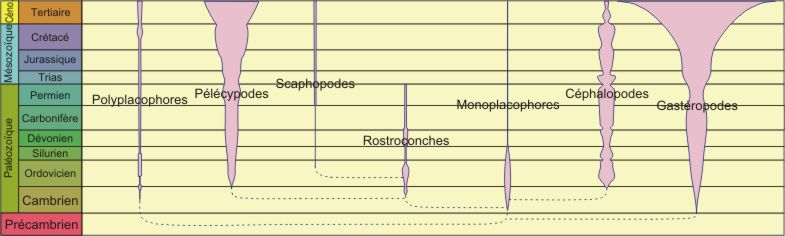 Céno
Tertiaire
Mésozoïque
Crétacé
Jurassique
Trias
Paléozoïque
Permien
Carbonifère
Dévonien
Silurien
Ordovicien
Cambrien
Précambrien
Polyplacophores
Pélécypodes
Scaphopodes
Rostroconches
Monoplacophores
Céphalopodes
Gastéropodes